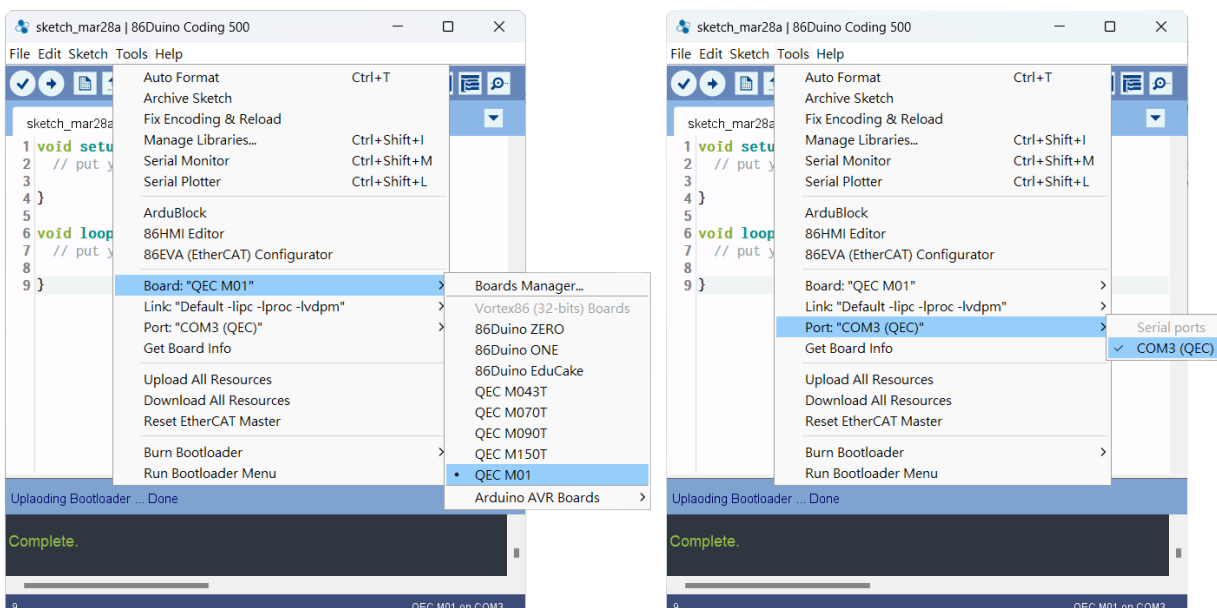 sketch_mar28a | 86Duino Coding 500
File Edit Sketch Tools Help
Auto Format Ctrl+T
Archive Sketch
Fix Encoding & Reload
Manage Libraries... Ctrl+Shift+I
Serial Monitor Ctrl+Shift+M
Serial Plotter Ctrl+Shift+L
ArduBlock
86HMI Editor
86EVA (EtherCAT) Configurator
Board: "QEC M01"
Link: "Default -lipc -lproc -lvdpm"
Port: "COM3 (QEC)"
Get Board Info
Upload All Resources
Download All Resources
Reset EtherCAT Master
Burn Bootloader
Run Bootloader Menu
Boards Manager...
Vortex86 (32-bits) Boards
86Duino ZERO
86Duino ONE
86Duino EduCake
QEC M043T
QEC M070T
QEC M090T
QEC M150T
QEC M01
Arduino AVR Boards
sketch_mar28a
1 void setu
2 // put y
3
4 }
5
6 void loop
7 // put y
8
9 }
Uplaoding Bootloader ... Done
Complete.
9 QEC M01 on COM3
sketch_mar28a | 86Duino Coding 500
File Edit Sketch Tools Help
Auto Format Ctrl+T
Archive Sketch
Fix Encoding & Reload
Manage Libraries... Ctrl+Shift+I
Serial Monitor Ctrl+Shift+M
Serial Plotter Ctrl+Shift+L
ArduBlock
86HMI Editor
86EVA (EtherCAT) Configurator
Board: "QEC M01"
Link: "Default -lipc -lproc -lvdpm"
Port: "COM3 (QEC)"
Get Board Info
Upload All Resources
Download All Resources
Reset EtherCAT Master
Burn Bootloader
Run Bootloader Menu
Serial ports
COM3 (QEC)
sketch_mar28a
1 void setu
2 // put y
3
4 }
5
6 void loop
7 // put y
8
9 }
Uplaoding Bootloader ... Done
Complete.
9 QEC M01 on COM3